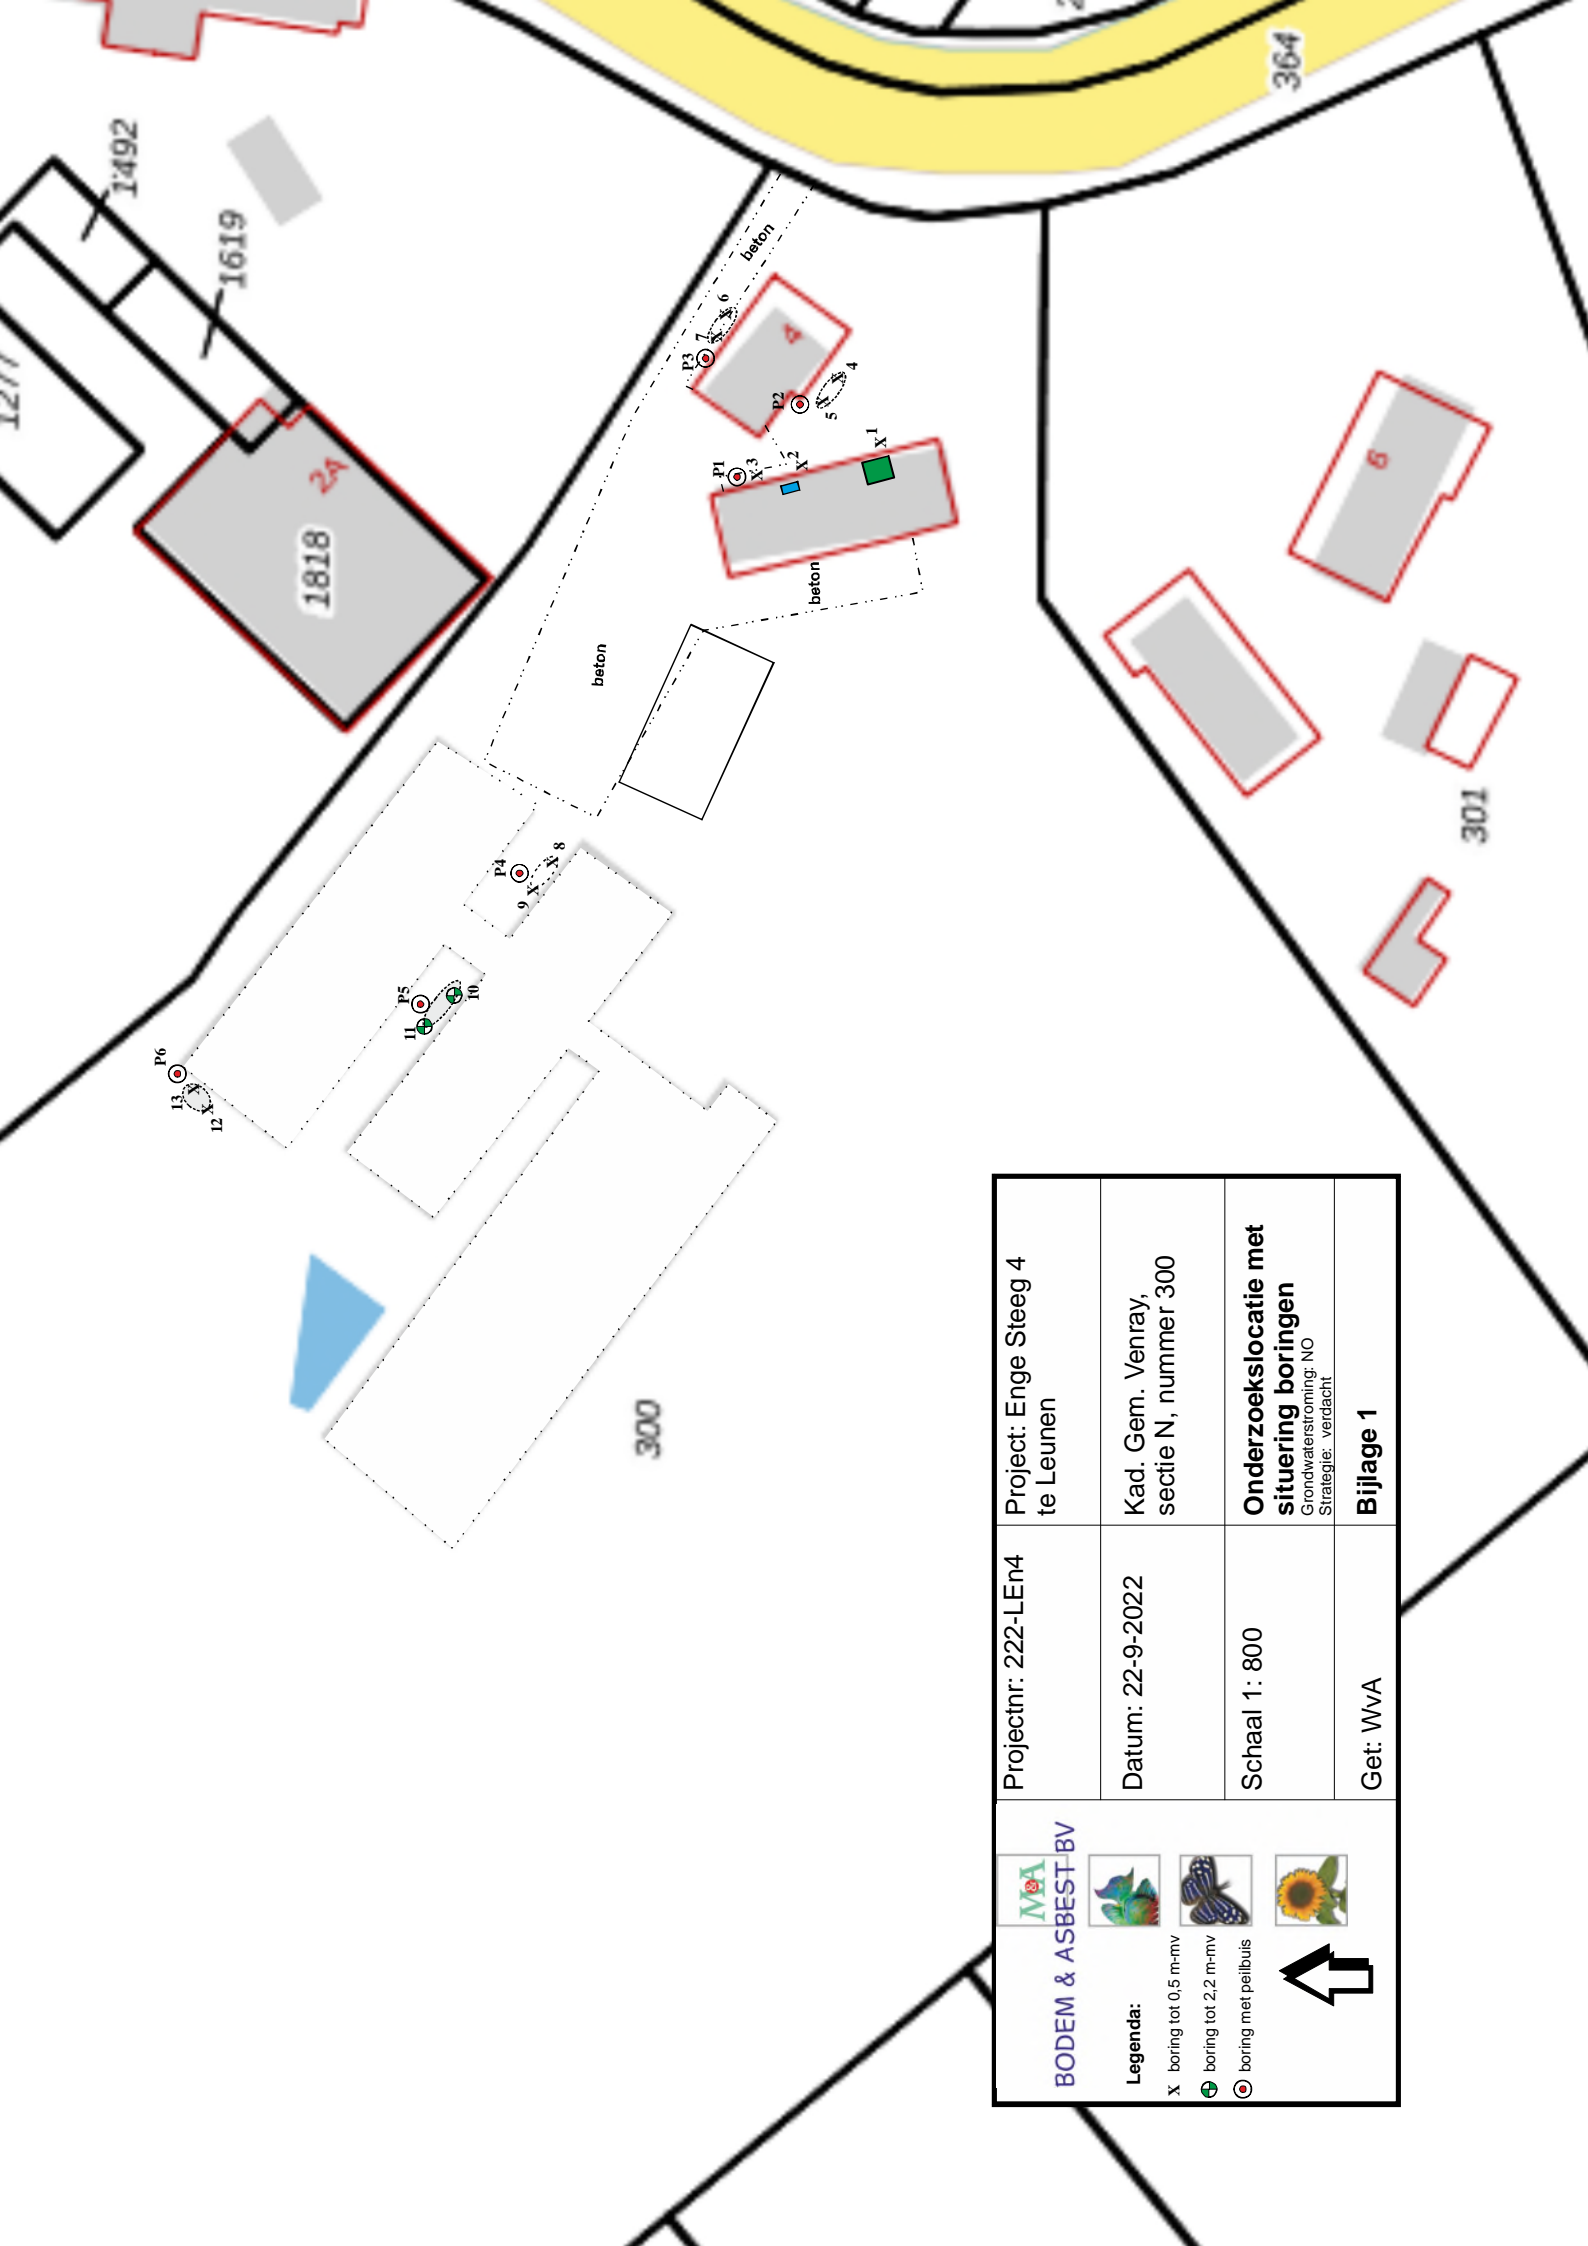 1492
1619
1277
2A
1818
364
beton
6
7
P3
4
4
5
P2
1
2
3
P1
beton
beton
6
301
P4
8
9
P5
10
11
P6
13
12
300
Projectnr: 222-LEn4
Project: Enge Steeg 4
te Leunen
Datum: 22-9-2022
Kad. Gem. Venray,
sectie N, nummer 300
Schaal 1: 800
Onderzoekslocatie met
situering boringen
Grondwaterstroming: NO
Strategie: verdacht
Get: WvA
Bijlage 1
M&A
BODEM & ASBEST BV
Legenda:
X boring tot 0,5 m-mv
boring tot 2,2 m-mv
boring met peilbuis